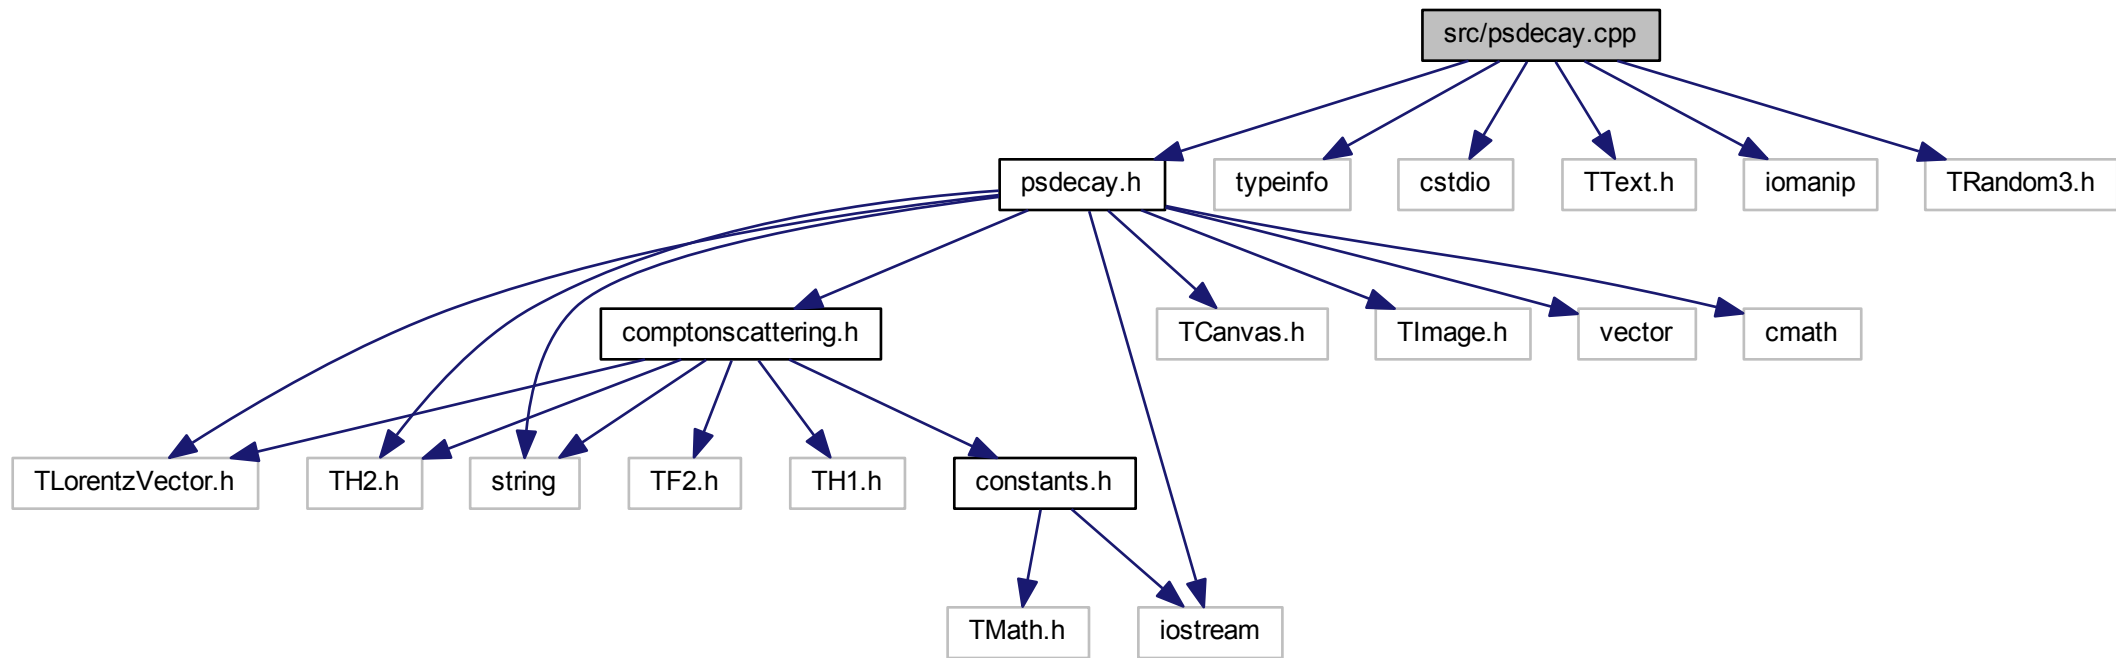 src/psdecay.cpp
psdecay.h
typeinfo
cstdio
TText.h
iomanip
TRandom3.h
comptonscattering.h
TCanvas.h
TImage.h
vector
cmath
TLorentzVector.h
TH2.h
string
TF2.h
TH1.h
constants.h
TMath.h
iostream